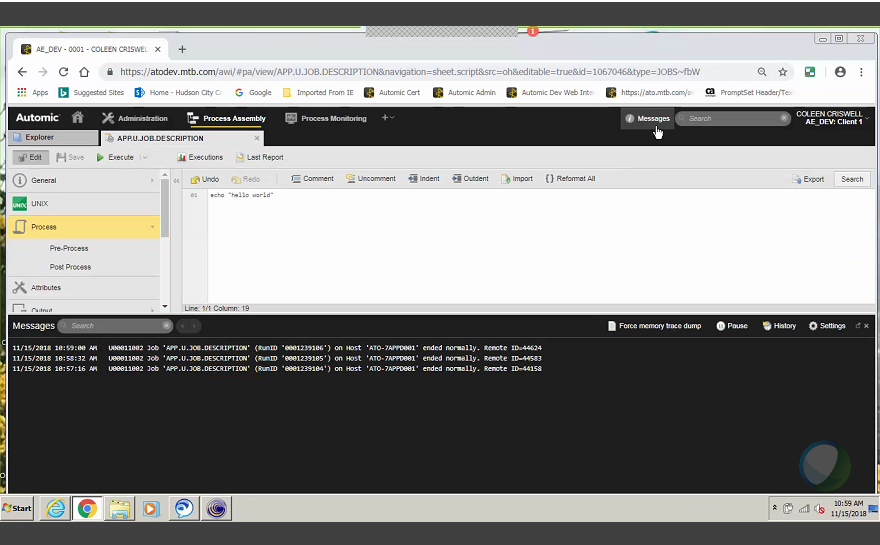 1
AE_DEV - 0001 - COLEEN CRISWEL
https://atodev.mtb.com/awi/#pa/view/APP.U.JOB.DESCRIPTION&navigation=sheet.script&src=oh&editable=true&id=1067046&type=JOBS~fbW
Apps Suggested Sites Home - Hudson City C Google Imported From IE Automic Cert Automic Admin Automic Dev Web Inte https://ato.mtb.com/a ca PromptSet Header/Tex
Automic Administration Process Assembly Process Monitoring + Messages Search COLEEN CRISWELL
AE_DEV: Client 1
Explorer APP.U.JOB.DESCRIPTION
Edit Save Execute Executions Last Report
General
UNIX
Process
Pre-Process
Post Process
Attributes
Output
Undo Redo Comment Uncomment Indent Outdent Import {} Reformat All Export Search
01 echo "hello world"
Line: 1/1 Column: 19
Messages Search Force memory trace dump Pause History Settings
11/15/2018 10:59:00 AM U00011002 Job 'APP.U.JOB.DESCRIPTION' (RunID '0001239106') on Host 'ATO-7APPD001' ended normally. Remote ID=44624
11/15/2018 10:58:32 AM U00011002 Job 'APP.U.JOB.DESCRIPTION' (RunID '0001239105') on Host 'ATO-7APPD001' ended normally. Remote ID=44583
11/15/2018 10:57:16 AM U00011002 Job 'APP.U.JOB.DESCRIPTION' (RunID '0001239104') on Host 'ATO-7APPD001' ended normally. Remote ID=44158
Start 10:59 AM
11/15/2018